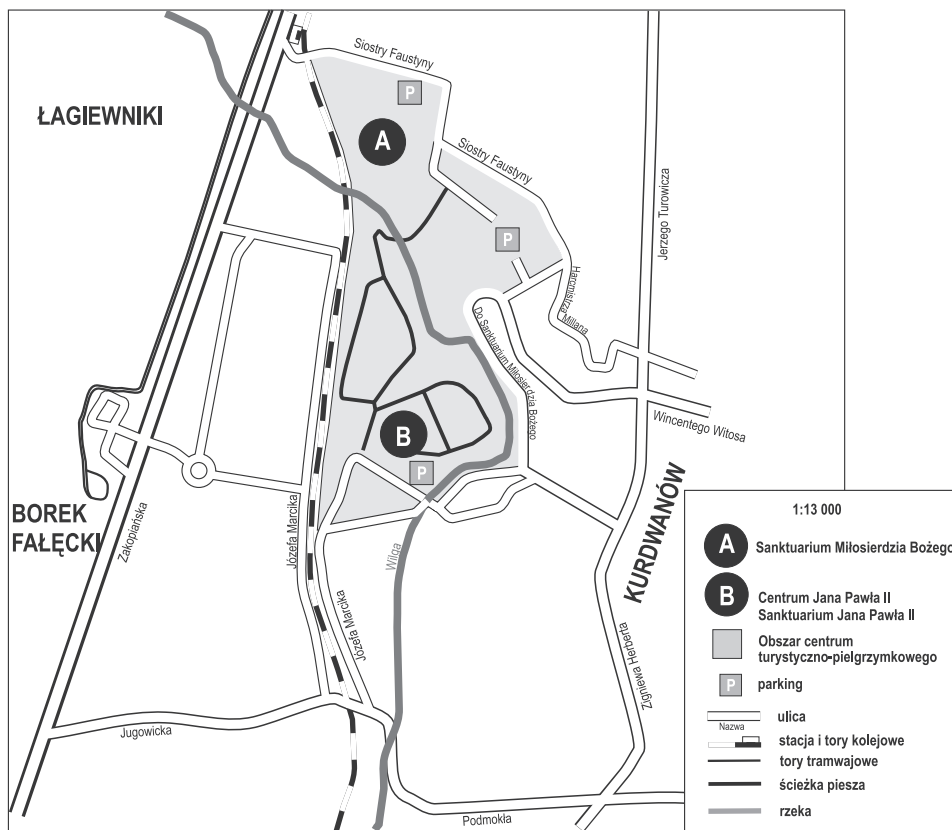 Siostry Faustyny
P
ŁAGIEWNIKI
A
Siostry Faustyny
Jerzego Turowicza
P
Harcmistrza
Millana
Do Sanktuarium Miłosierdzia Bożego
Wincentego Witosa
B
P
BOREK
FAŁĘCKI
Zakopiańska
Józefa Marcika
Wilga
KURDWANÓW
Józefa Marcika
Zigniewa Herberta
Jugowicka
Podmokła
1:13 000
A Sanktuarium Miłosierdzia Bożego
B Centrum Jana Pawła II
Sanktuarium Jana Pawła II
Obszar centrum
turystyczno-pielgrzymkowego
P parking
ulica
Nazwa
stacja i tory kolejowe
tory tramwajowe
ścieżka piesza
rzeka